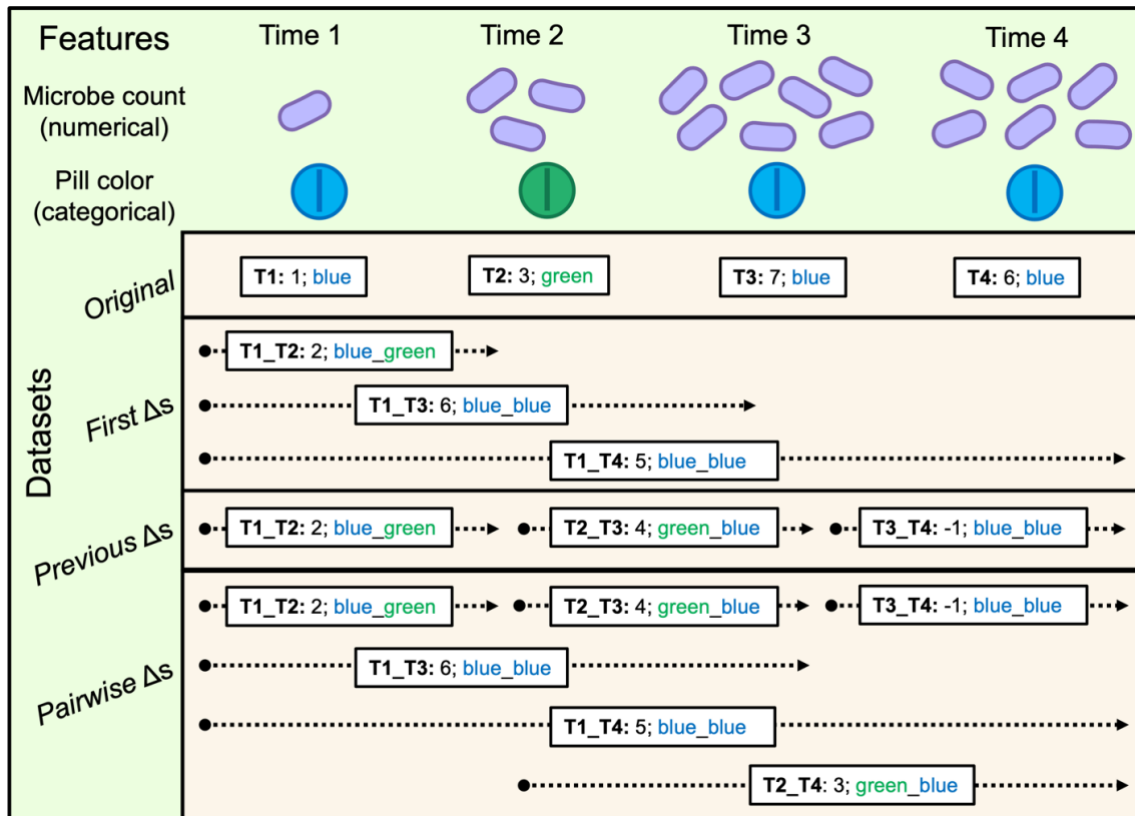 Features
Time 1
Time 2
Time 3
Time 4
Microbe count
(numerical)
Pill color
(categorical)
Datasets
Original
T1: 1; blue
T2: 3; green
T3: 7; blue
T4: 6; blue
First Δs
T1_T2: 2; blue_green
T1_T3: 6; blue_blue
T1_T4: 5; blue_blue
Previous Δs
T1_T2: 2; blue_green
T2_T3: 4; green_blue
T3_T4: -1; blue_blue
Pairwise Δs
T1_T2: 2; blue_green
T2_T3: 4; green_blue
T3_T4: -1; blue_blue
T1_T3: 6; blue_blue
T1_T4: 5; blue_blue
T2_T4: 3; green_blue